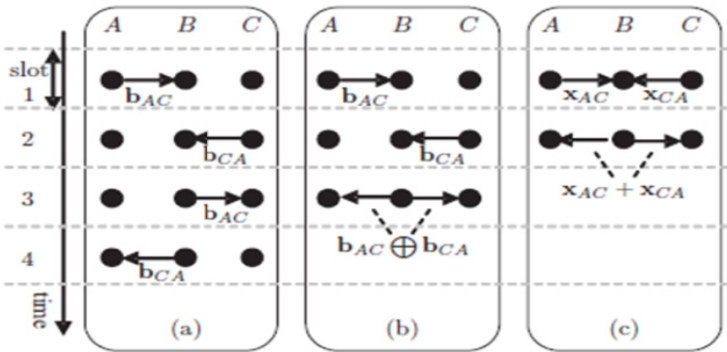 A B C A B C A B C
slot
1
b_AC b_AC x_AC x_CA
2
b_CA b_CA
x_AC + x_CA
3
b_AC
b_AC ⊕ b_CA
4
b_CA
time
(a) (b) (c)